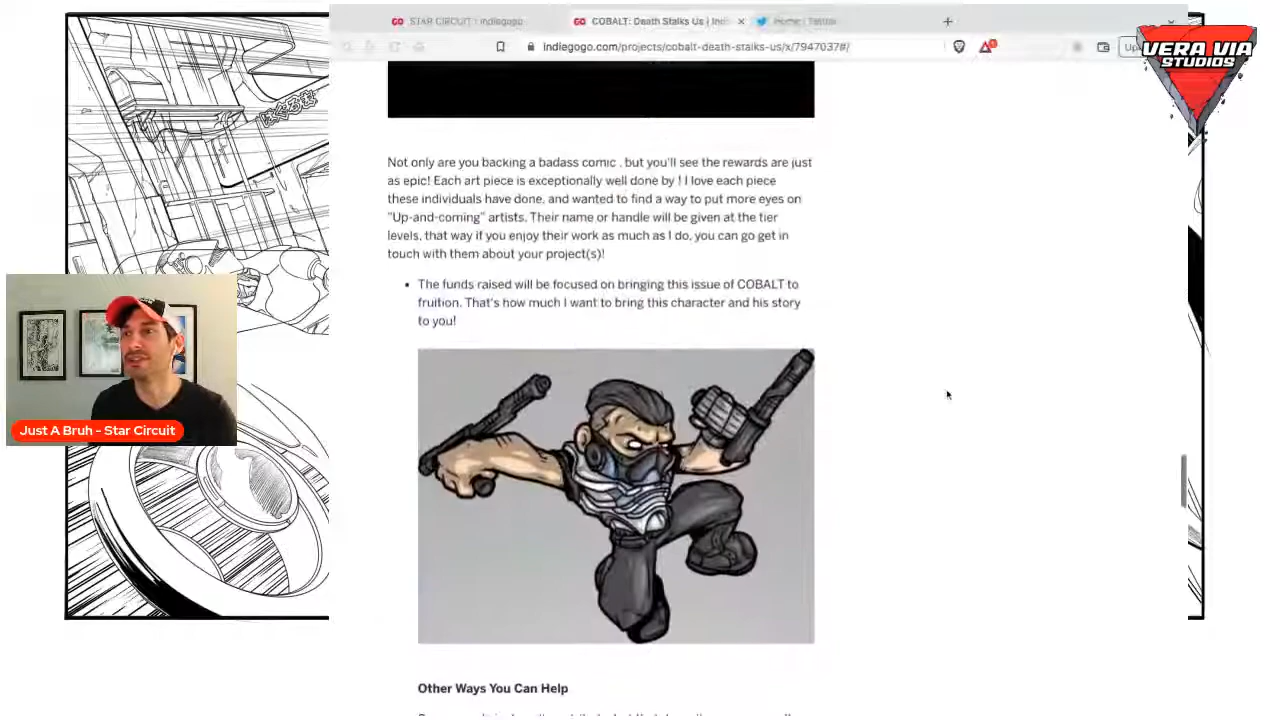 GO STAR CIRCUIT | Indiegogo
GO COBALT: Death Stalks Us | Ind
Home | Twitter
indiegogo.com/projects/cobalt-death-stalks-us/x/7947037#/
VERA VIA
STUDIOS
Not only are you backing a badass comic , but you'll see the rewards are just
as epic! Each art piece is exceptionally well done by ! I love each piece
these individuals have done, and wanted to find a way to put more eyes on
"Up-and-coming" artists. Their name or handle will be given at the tier
levels, that way if you enjoy their work as much as I do, you can go get in
touch with them about your project(s)!
• The funds raised will be focused on bringing this issue of COBALT to
fruition. That's how much I want to bring this character and his story
to you!
Just A Bruh - Star Circuit
Other Ways You Can Help